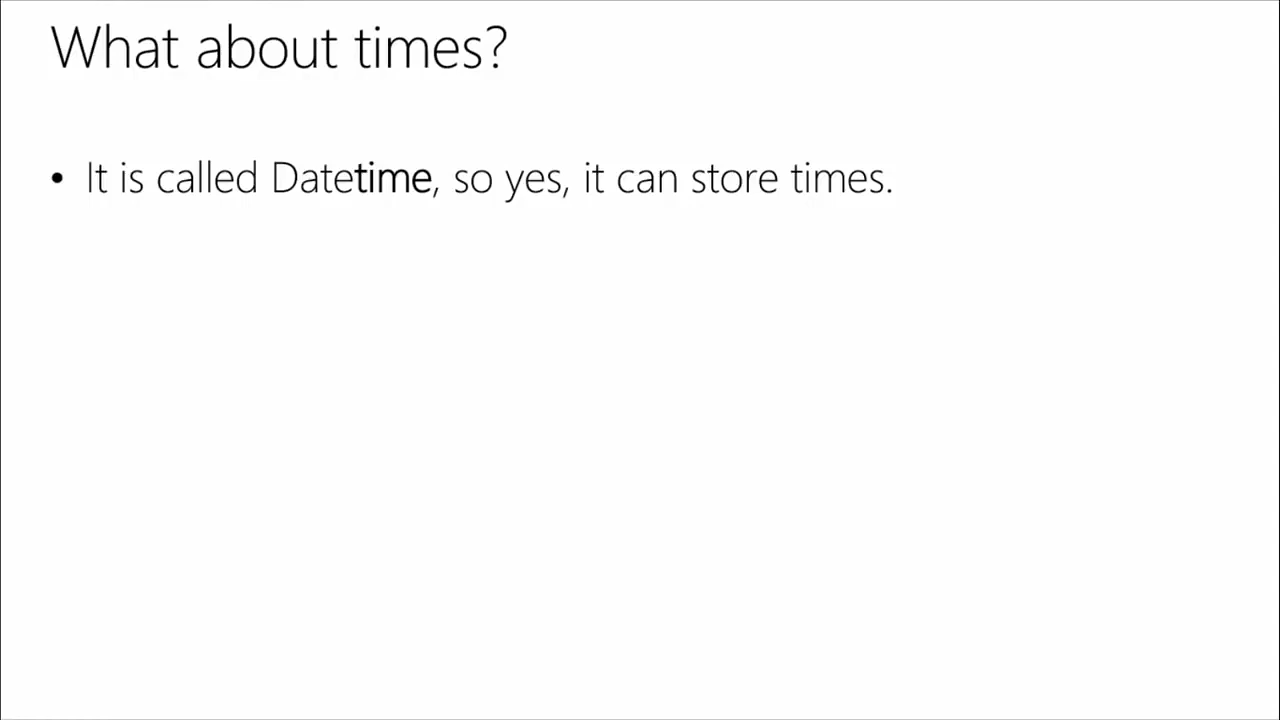 What about times?
• It is called Datetime, so yes, it can store times.